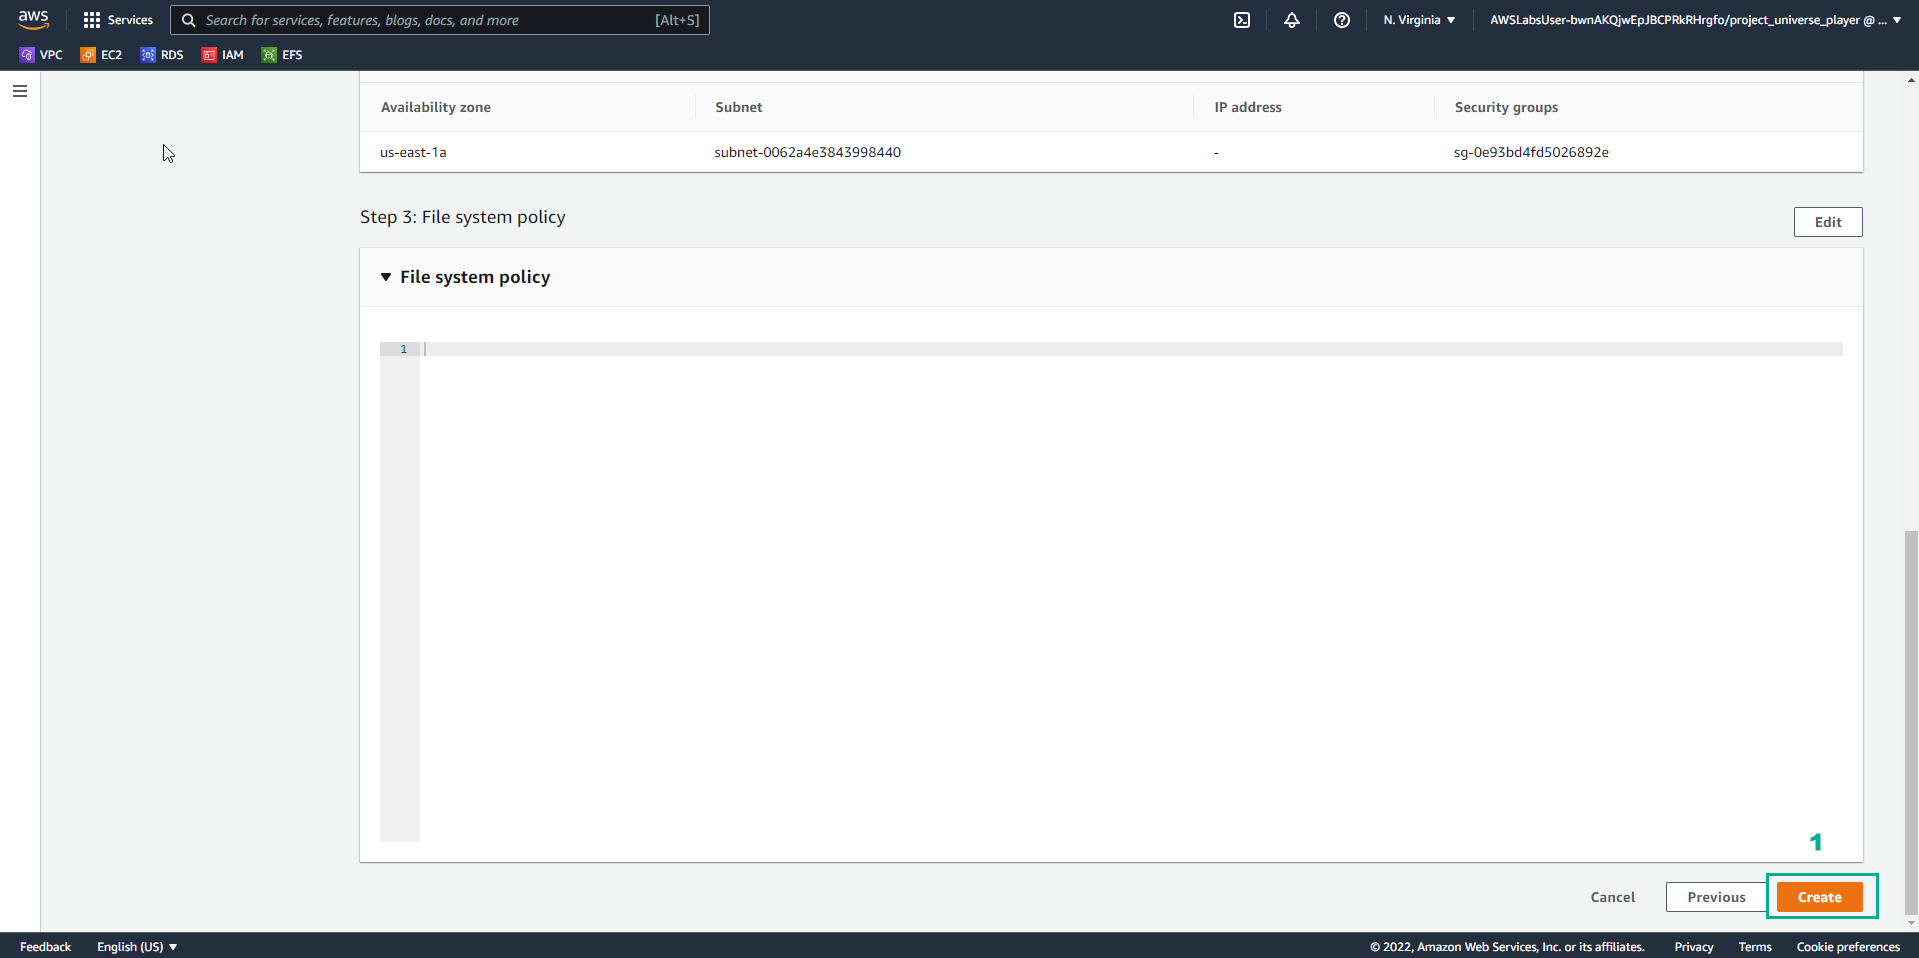 aws
Services
Search for services, features, blogs, docs, and more
[Alt+S]
N. Virginia
AWSLabsUser-bwnAKQjwEpJBCPRkRHrgfo/project_universe_player @ ...
VPC
EC2
RDS
IAM
EFS
Availability zone
Subnet
IP address
Security groups
us-east-1a
subnet-0062a4e3843998440
-
sg-0e93bd4fd5026892e
Step 3: File system policy
Edit
File system policy
1
1
Cancel
Previous
Create
Feedback
English (US)
© 2022, Amazon Web Services, Inc. or its affiliates.
Privacy
Terms
Cookie preferences